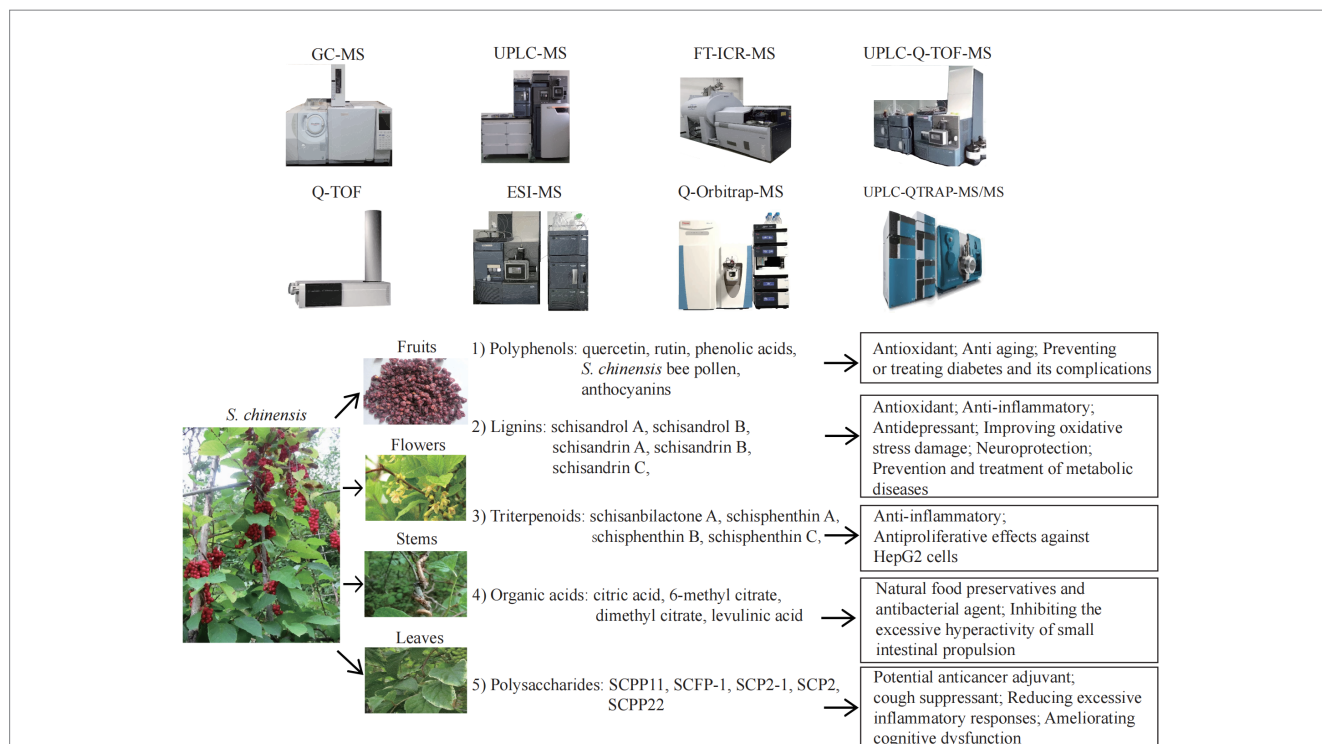 GC-MS
UPLC-MS
FT-ICR-MS
UPLC-Q-TOF-MS
Q-TOF
ESI-MS
Q-Orbitrap-MS
UPLC-QTRAP-MS/MS
S. chinensis
Fruits
Flowers
Stems
Leaves
1) Polyphenols: quercetin, rutin, phenolic acids,
S. chinensis bee pollen,
anthocyanins
Antioxidant; Anti aging; Preventing
or treating diabetes and its complications
2) Lignins: schisandrol A, schisandrol B,
schisandrin A, schisandrin B,
schisandrin C,
Antioxidant; Anti-inflammatory;
Antidepressant; Improving oxidative
stress damage; Neuroprotection;
Prevention and treatment of metabolic
diseases
3) Triterpenoids: schisanbilactone A, schisphenthin A,
schisphenthin B, schisphenthin C,
Anti-inflammatory;
Antiproliferative effects against
HepG2 cells
4) Organic acids: citric acid, 6-methyl citrate,
dimethyl citrate, levulinic acid
Natural food preservatives and
antibacterial agent; Inhibiting the
excessive hyperactivity of small
intestinal propulsion
5) Polysaccharides: SCPP11, SCFP-1, SCP2-1, SCP2,
SCPP22
Potential anticancer adjuvant;
cough suppressant; Reducing excessive
inflammatory responses; Ameliorating
cognitive dysfunction